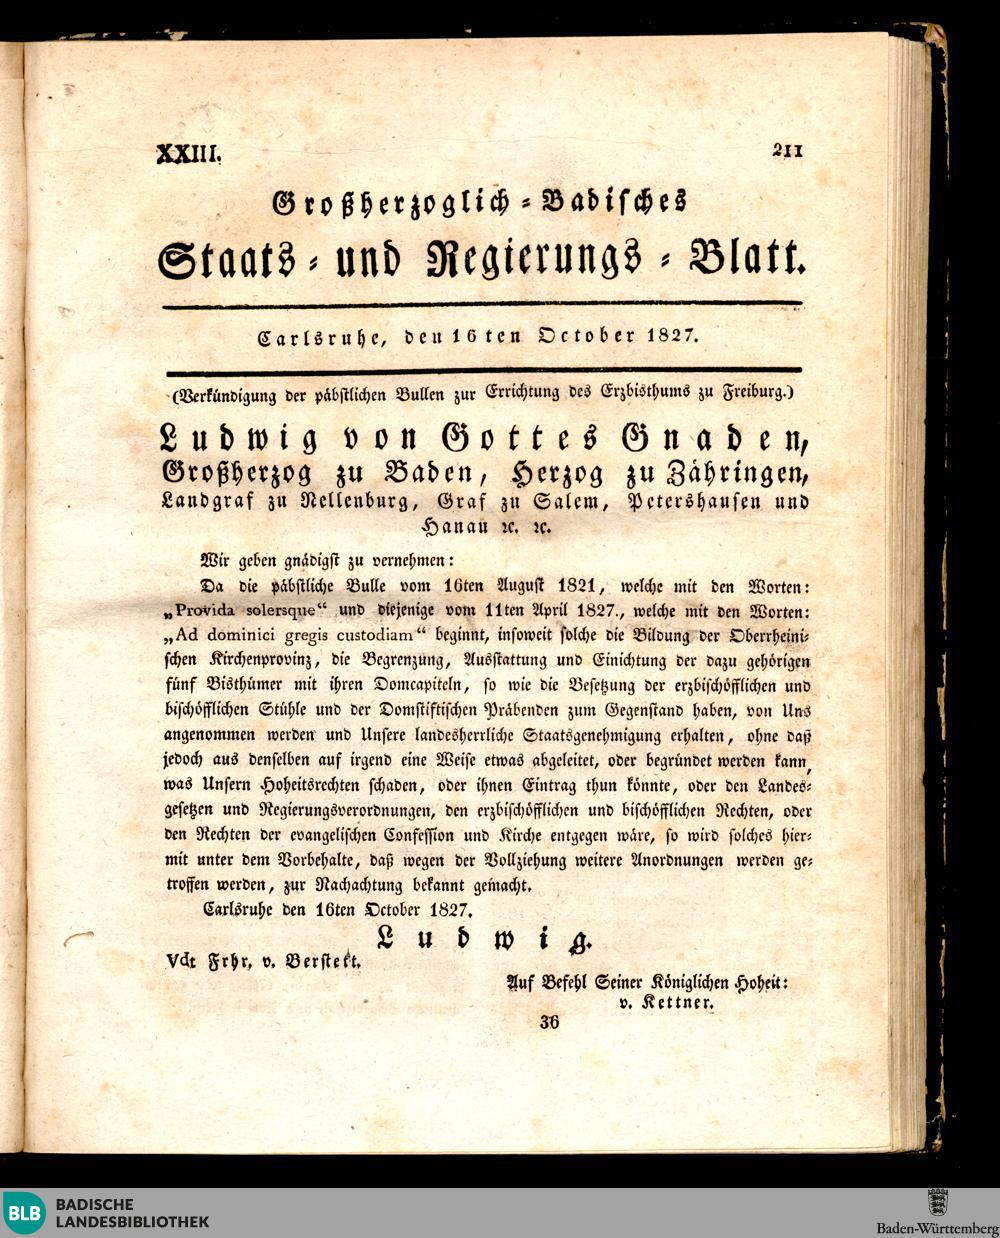 XXIII. 211
Großherzoglich-Badisches
Staats- und Regierungs-Blatt.
Carlsruhe, den 16ten October 1827.
(Verkündigung der päbstlichen Bullen zur Errichtung des Erzbisthums zu Freiburg.)
Ludwig von Gottes Gnaden,
Großherzog zu Baden, Herzog zu Zähringen,
Landgraf zu Nellenburg, Graf zu Salem, Petershausen und
Hanau ꝛc. ꝛc.
Wir geben gnädigst zu vernehmen:
Da die päbstliche Bulle vom 16ten August 1821, welche mit den Worten:
„Provida solersque“ und diejenige vom 11ten April 1827., welche mit den Worten:
„Ad dominici gregis custodiam“ beginnt, insoweit solche die Bildung der Oberrheini-
schen Kirchenprovinz, die Begrenzung, Ausstattung und Einichtung der dazu gehörigen
fünf Bisthümer mit ihren Domcapiteln, so wie die Besetzung der erzbischöfflichen und
bischöfflichen Stühle und der Domstiftischen Präbenden zum Gegenstand haben, von Uns
angenommen werden und Unsere landesherrliche Staatsgenehmigung erhalten, ohne daß
jedoch aus denselben auf irgend eine Weise etwas abgeleitet, oder begründet werden kann,
was Unsern Hoheitsrechten schaden, oder ihnen Eintrag thun könnte, oder den Landes-
gesetzen und Regierungsverordnungen, den erzbischöfflichen und bischöfflichen Rechten, oder
den Rechten der evangelischen Confession und Kirche entgegen wäre, so wird solches hier-
mit unter dem Vorbehalte, daß wegen der Vollziehung weitere Anordnungen werden ge-
troffen werden, zur Nachachtung bekannt gemacht.
Carlsruhe den 16ten October 1827.
Ludwig.
Vdt Frhr. v. Berstett.
Auf Befehl Seiner Königlichen Hoheit:
v. Kettner.
36
BLB BADISCHE
LANDESBIBLIOTHEK
Baden-Württemberg